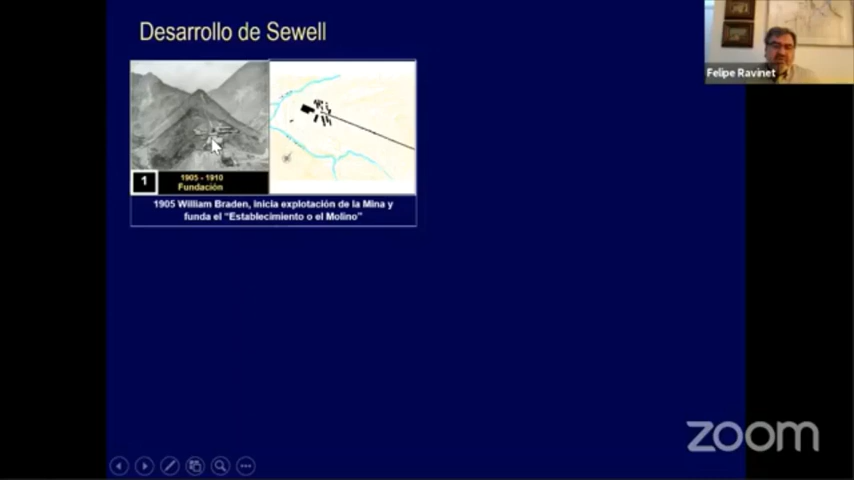 Desarrollo de Sewell
Felipe Ravinet
1
1905 - 1910
Fundación
1905 William Braden, inicia explotación de la Mina y
funda el "Establecimiento o el Molino"
zoom